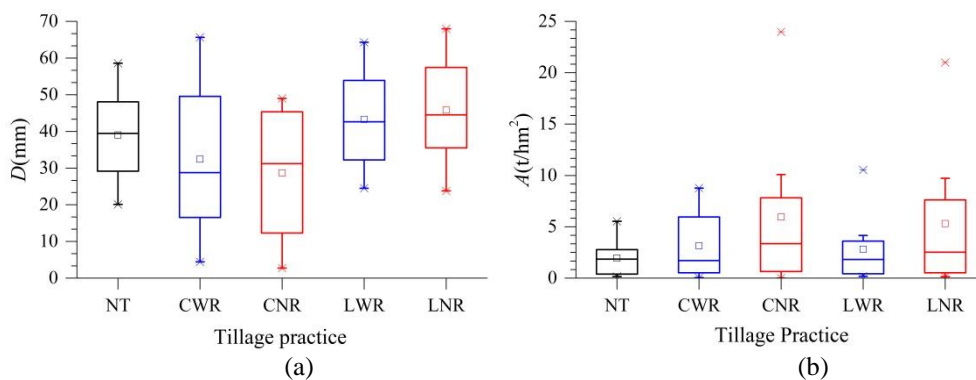 70
60
50
40
30
20
10
0
D(mm)
NT CWR CNR LWR LNR
Tillage practice
(a)
25
20
15
10
5
0
A(t/hm²)
NT CWR CNR LWR LNR
Tillage Practice
(b)